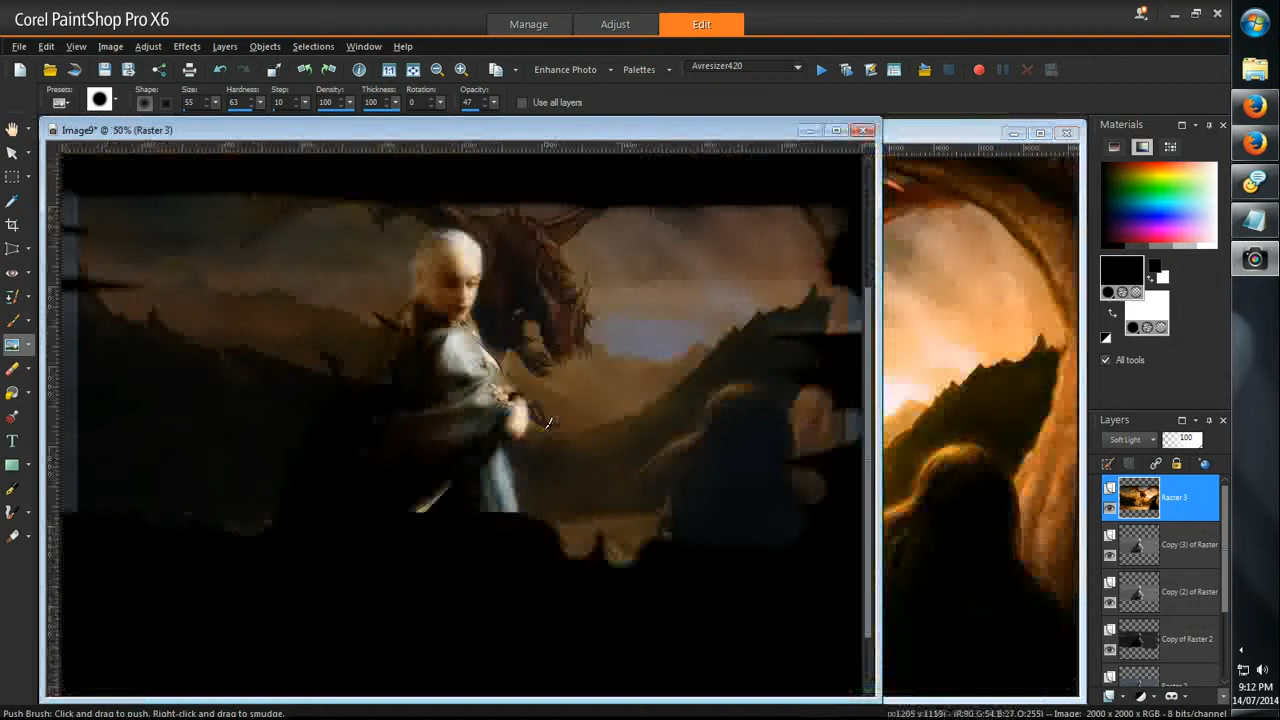 Corel PaintShop Pro X6
Manage
Adjust
Edit
File Edit View Image Adjust Effects Layers Objects Selections Window Help
Enhance Photo
Palettes
Avresizer420
Presets:
Shape:
Size:
Hardness:
Step:
Density:
Thickness:
Rotation:
Opacity:
55
63
10
100
100
0
47
Use all layers
Image9* @ 50% (Raster 3)
Materials
All tools
Layers
Soft Light
100
Raster 3
Copy (3) of Raster
Copy (2) of Raster
Copy of Raster 2
Push Brush: Click and drag to push. Right-click and drag to smudge.
Image: 2000 x 2000 x RGB - 8 bits/channel
9:12 PM
14/07/2014